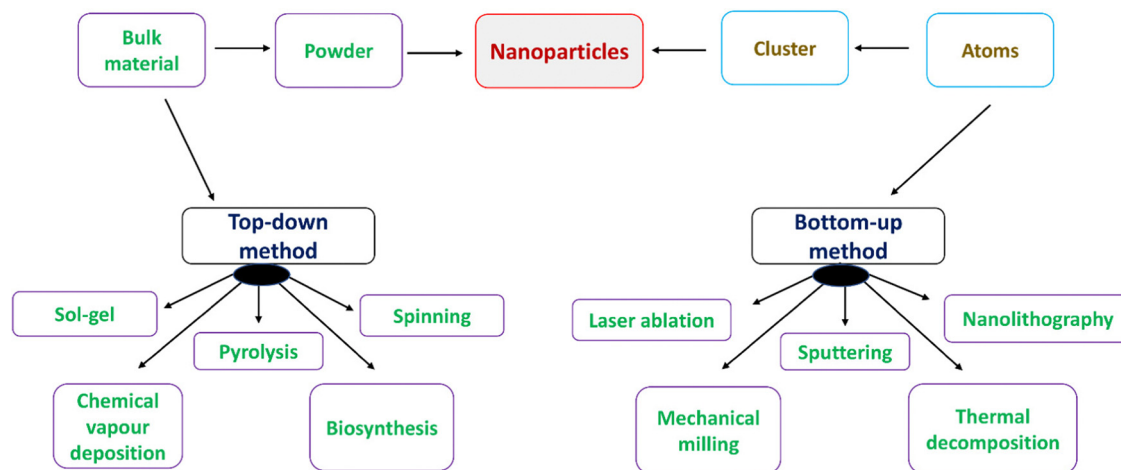 Bulk
material
Powder
Nanoparticles
Cluster
Atoms
Top-down
method
Bottom-up
method
Sol-gel
Spinning
Pyrolysis
Chemical
vapour
deposition
Biosynthesis
Laser ablation
Nanolithography
Sputtering
Mechanical
milling
Thermal
decomposition